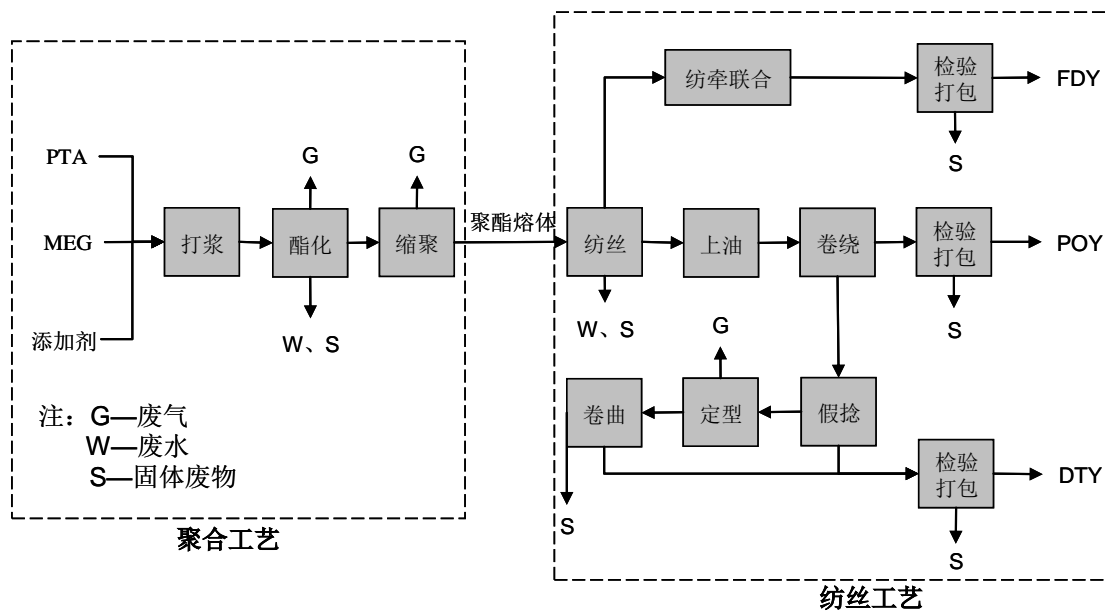 PTA
MEG
添加剂
打浆
酯化
G
W、S
缩聚
G
聚酯熔体
注：G—废气
W—废水
S—固体废物
聚合工艺
纺牵联合
检验
打包
FDY
S
纺丝
W、S
上油
卷绕
检验
打包
POY
S
G
卷曲
定型
假捻
S
检验
打包
DTY
S
纺丝工艺